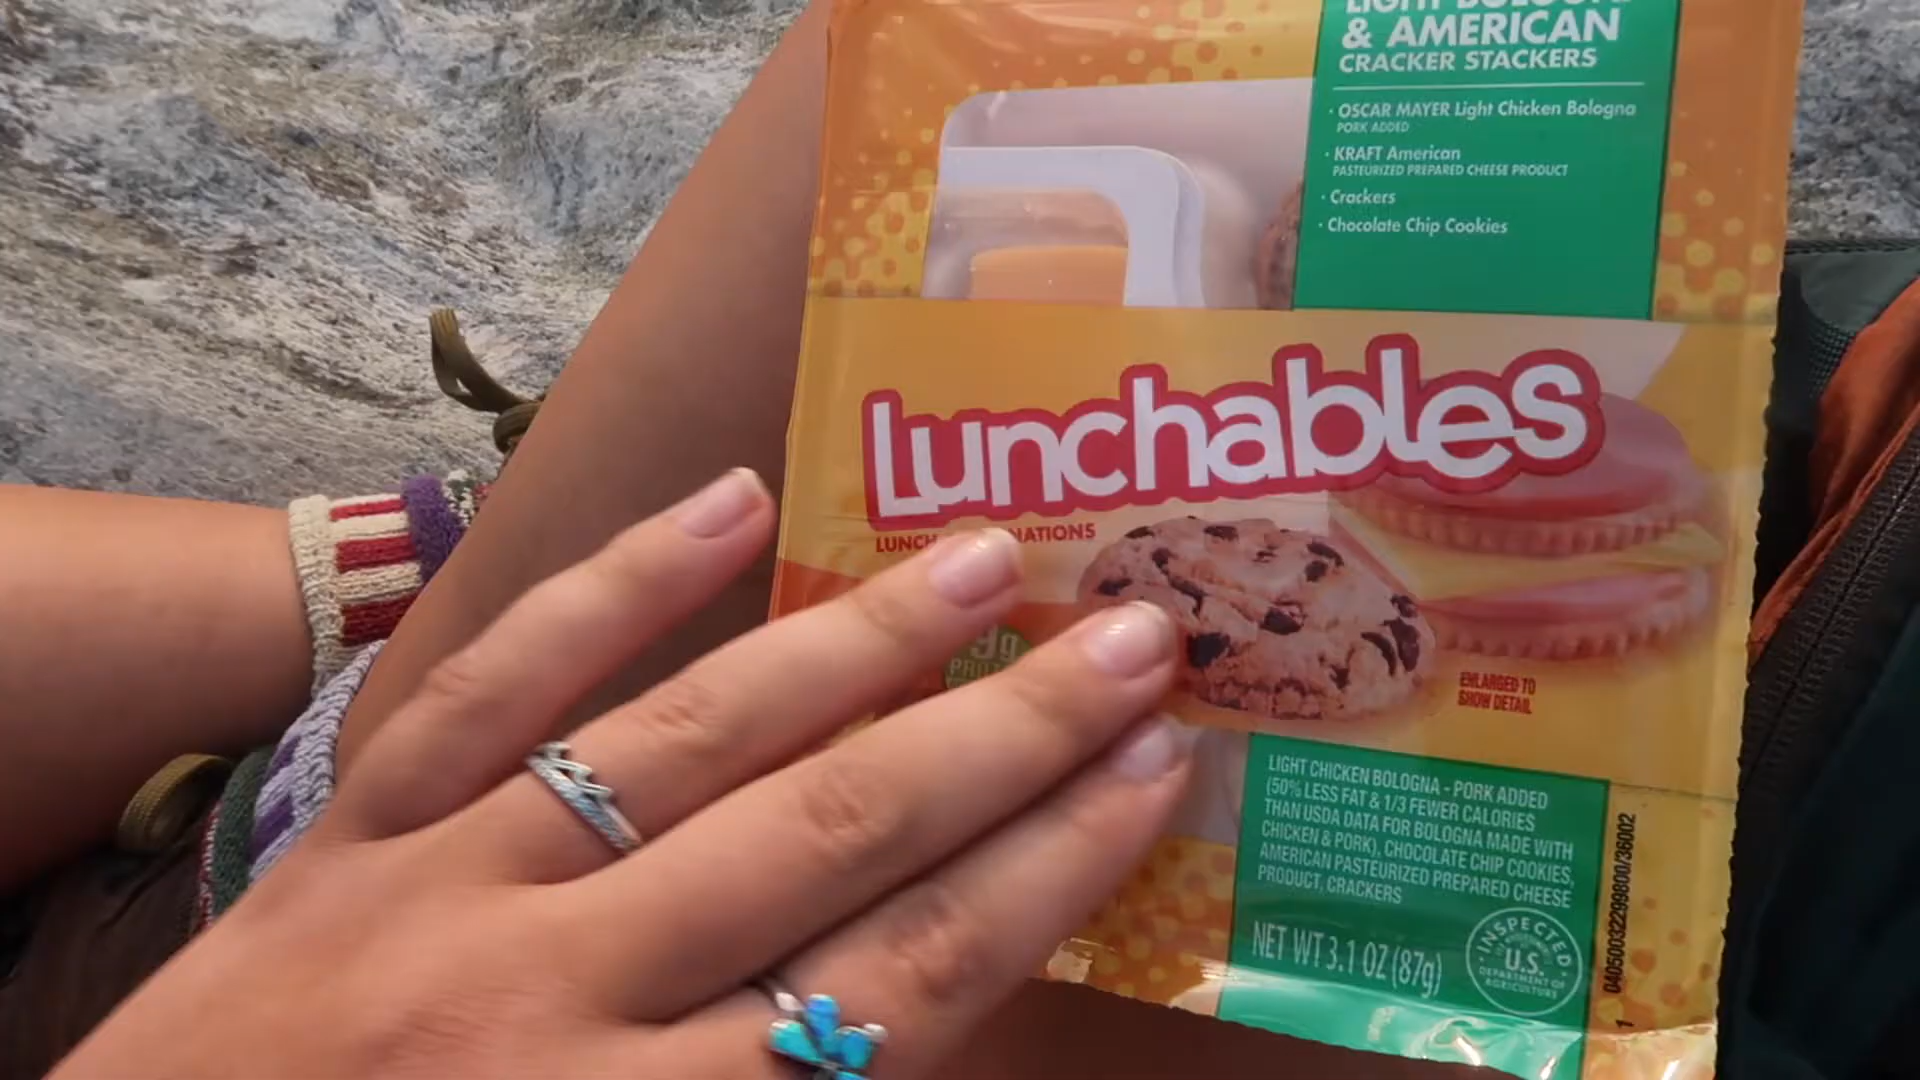 & AMERICAN
CRACKER STACKERS
· OSCAR MAYER Light Chicken Bologna
PORK ADDED
· KRAFT American
PASTEURIZED PREPARED CHEESE PRODUCT
· Crackers
· Chocolate Chip Cookies
Lunchables
LUNCH
9g
ENLARGED TO
SHOW DETAIL
LIGHT CHICKEN BOLOGNA - PORK ADDED
(50% LESS FAT & 1/3 FEWER CALORIES
THAN USDA DATA FOR BOLOGNA MADE WITH
CHICKEN & PORK), CHOCOLATE CHIP COOKIES,
AMERICAN PASTEURIZED PREPARED CHEESE
PRODUCT, CRACKERS
NET WT 3.1 OZ (87g)
INSPECTED
U.S.
DEPARTMENT OF
AGRICULTURE
1